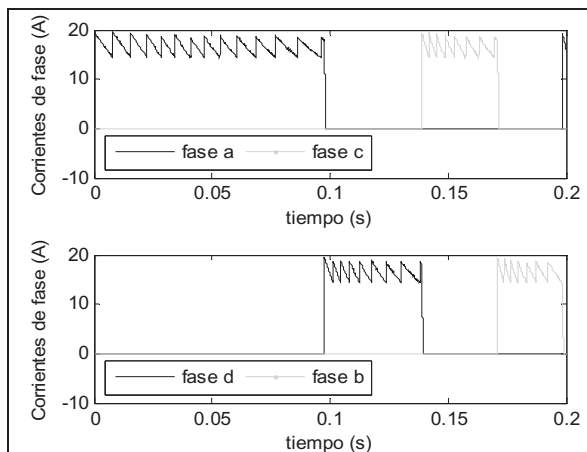 Corrientes de fase (A)
20
10
0
-10
fase a
fase c
0
0.05
0.1
0.15
0.2
tiempo (s)
Corrientes de fase (A)
20
10
0
-10
fase d
fase b
0
0.05
0.1
0.15
0.2
tiempo (s)